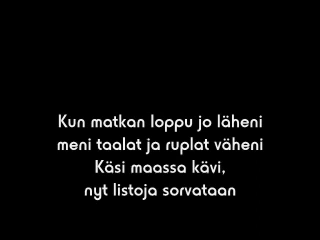 Kun matkan loppu jo läheni
meni taalat ja ruplat väheni
Käsi maassa kävi,
nyt listoja sorvataan